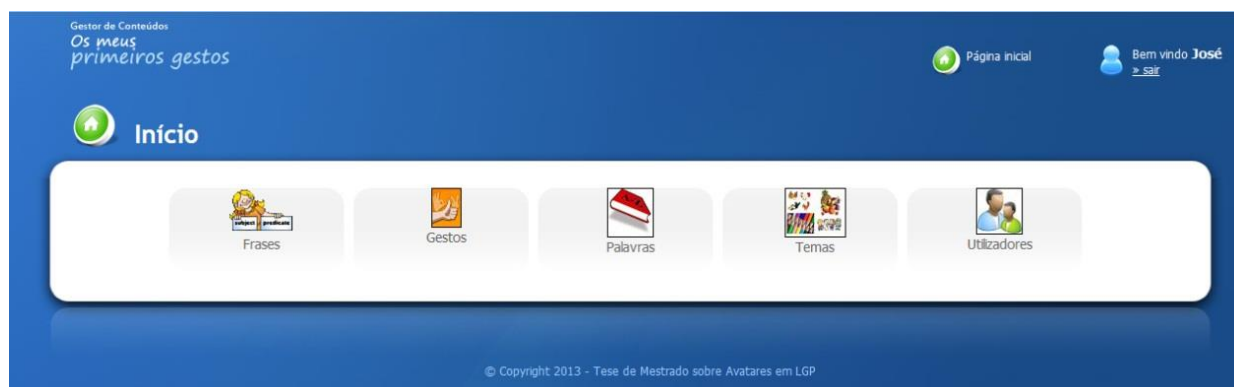 Gestor de Conteúdos
Os meus
primeiros gestos
Página inicial
Bem vindo José
» sair
Início
subject predicate
Frases
Gestos
Palavras
Temas
Utilizadores
© Copyright 2013 - Tese de Mestrado sobre Avatares em LGP